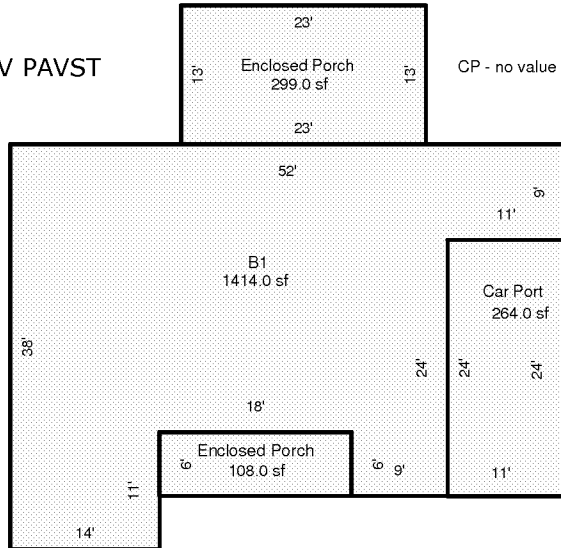 V PAVST
CP - no value
23'
13'
Enclosed Porch
299.0 sf
13'
23'
52'
9'
11'
B1
1414.0 sf
Car Port
264.0 sf
38'
24'
24'
24'
18'
Enclosed Porch
108.0 sf
6'
6'
9'
11'
11'
14'